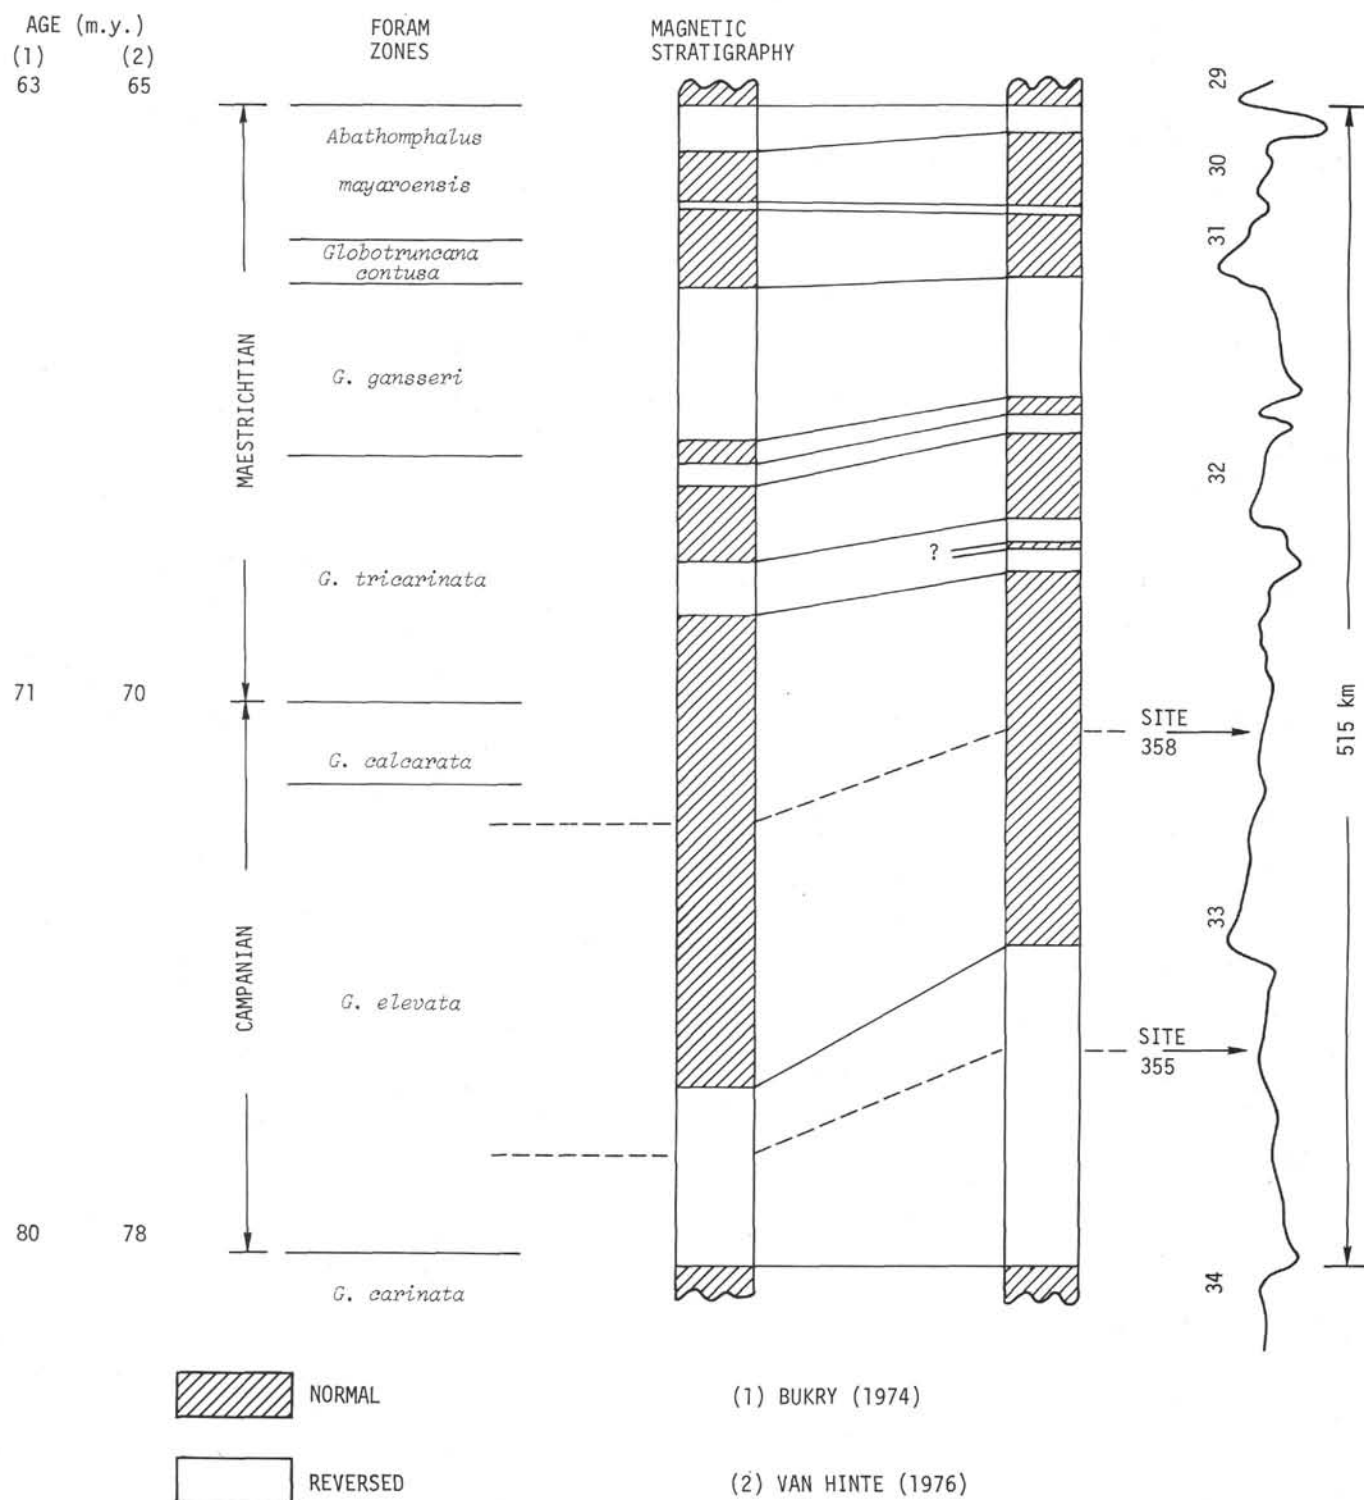 AGE (m.y.)
(1) (2)
63 65
FORAM
ZONES
MAGNETIC
STRATIGRAPHY
Abathomphalus
mayaroensis
Globotruncana
contusa
G. gansseri
G. tricarinata
G. calcarata
G. elevata
G. carinata
MAESTRICHTIAN
CAMPANIAN
71 70
80 78
?
SITE
358
SITE
355
29
30
31
32
33
34
515 km
NORMAL
REVERSED
(1) BUKRY (1974)
(2) VAN HINTE (1976)